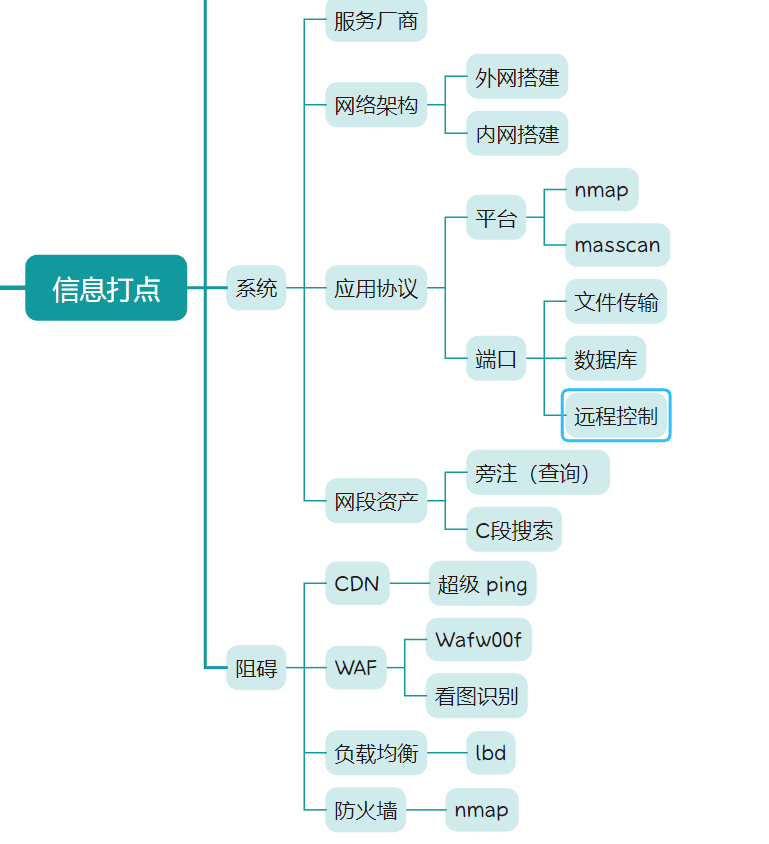 服务厂商
网络架构
外网搭建
内网搭建
信息打点
系统
应用协议
平台
nmap
masscan
端口
文件传输
数据库
远程控制
网段资产
旁注（查询）
C段搜索
阻碍
CDN
超级 ping
WAF
Wafw00f
看图识别
负载均衡
lbd
防火墙
nmap